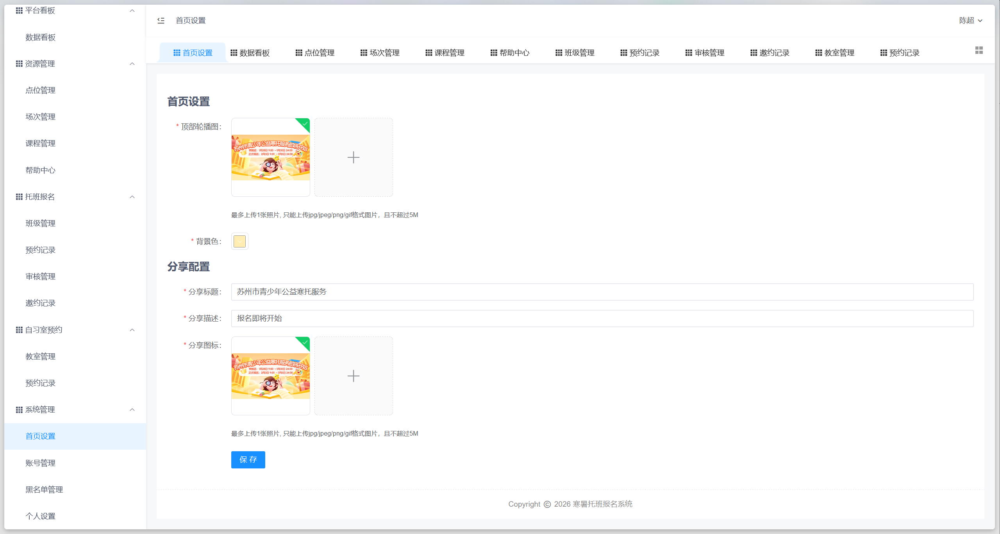 平台看板
数据看板
资源管理
点位管理
场次管理
课程管理
帮助中心
托班报名
班级管理
预约记录
审核管理
邀约记录
自习室预约
教室管理
预约记录
系统管理
首页设置
账号管理
黑名单管理
个人设置
首页设置
陈超
首页设置 数据看板 点位管理 场次管理 课程管理 帮助中心 班级管理 预约记录 审核管理 邀约记录 教室管理 预约记录
首页设置
* 顶部轮播图：
苏州市青少年公益寒托服务即将开始
预报名：1月28日 9:00 ~1月30日 24:00
正式报名：2月3日 9:00 ~2月5日 24:00
最多上传1张照片, 只能上传jpg/jpeg/png/gif格式图片，且不超过5M
* 背景色：
分享配置
* 分享标题： 苏州市青少年公益寒托服务
* 分享描述： 报名即将开始
* 分享图标：
苏州市青少年公益寒托服务即将开始
预报名：1月28日 9:00 ~1月30日 24:00
正式报名：2月3日 9:00 ~2月5日 24:00
最多上传1张照片, 只能上传jpg/jpeg/png/gif格式图片，且不超过5M
保 存
Copyright © 2026 寒暑托班报名系统